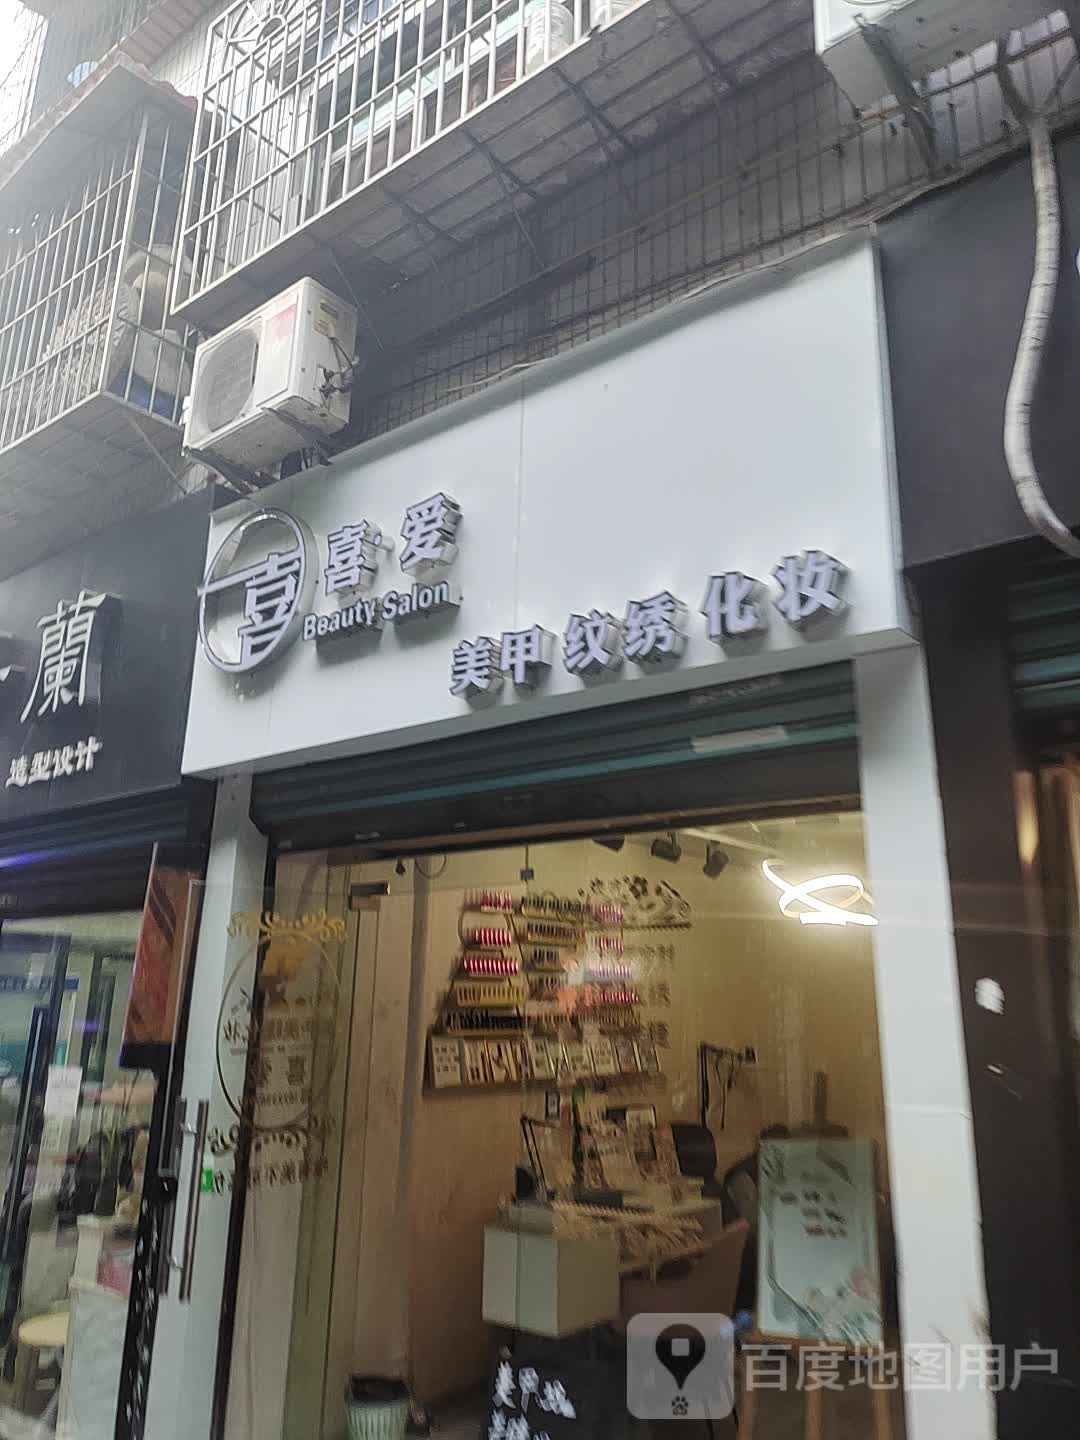 喜 喜·爱
Beauty Salon
美甲 纹绣 化妆
蘭
造型设计
百度地图用户